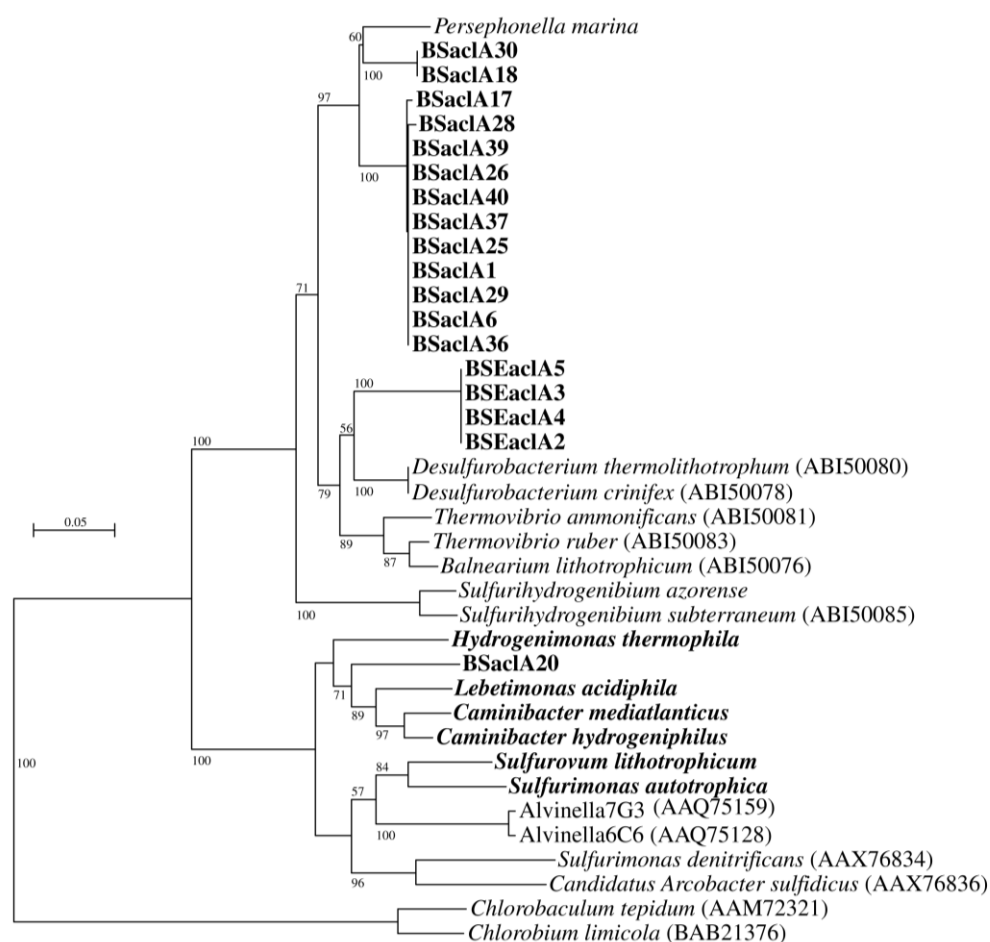 Persephonella marina
60
BSaclA30
100
BSaclA18
97
BSaclA17
BSaclA28
BSaclA39
BSaclA26
100
BSaclA40
BSaclA37
BSaclA25
BSaclA1
71
BSaclA29
BSaclA6
BSaclA36
BSEaclA5
100
BSEaclA3
BSEaclA4
56
BSEaclA2
100
Desulfurobacterium thermolithotrophum (ABI50080)
79
100
Desulfurobacterium crinifex (ABI50078)
0.05
Thermovibrio ammonificans (ABI50081)
89
Thermovibrio ruber (ABI50083)
87
Balnearium lithotrophicum (ABI50076)
Sulfurihydrogenibium azorense
100
Sulfurihydrogenibium subterraneum (ABI50085)
Hydrogenimonas thermophila
BSaclA20
71
Lebetimonas acidiphila
89
Caminibacter mediatlanticus
97
Caminibacter hydrogeniphilus
100
100
Sulfurovum lithotrophicum
84
Sulfurimonas autotrophica
57
Alvinella7G3 (AAQ75159)
100
Alvinella6C6 (AAQ75128)
Sulfurimonas denitrificans (AAX76834)
96
Candidatus Arcobacter sulfidicus (AAX76836)
Chlorobaculum tepidum (AAM72321)
Chlorobium limicola (BAB21376)